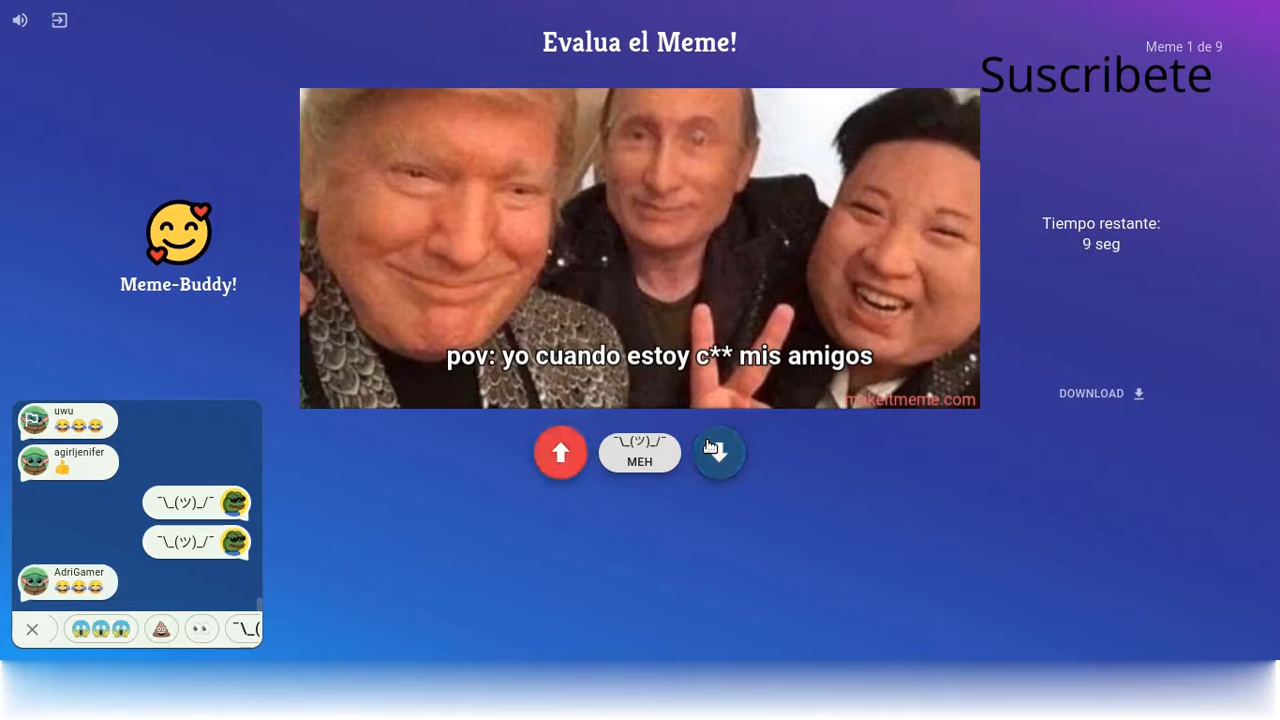 Evalua el Meme!
Meme 1 de 9
Suscribete
Meme-Buddy!
Tiempo restante:
9 seg
pov: yo cuando estoy c** mis amigos
makeitmeme.com
DOWNLOAD
¯\_(ツ)_/¯
MEH
uwu
agirljenifer
¯\_(ツ)_/¯
¯\_(ツ)_/¯
AdriGamer
¯\_(